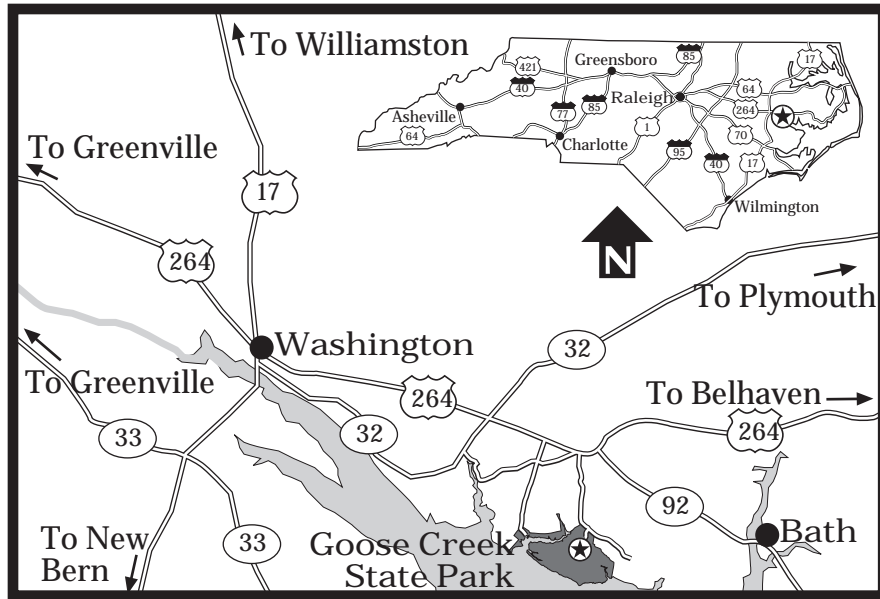 To Williamston
421
Greensboro
85
17
40
Raleigh
64
264
Asheville
77
85
1
70
64
Charlotte
95
40
17
Wilmington
To Greenville
17
N
264
To Plymouth
Washington
32
To Greenville
264
To Belhaven
264
33
32
92
To New
Bern
33
Goose Creek
State Park
Bath